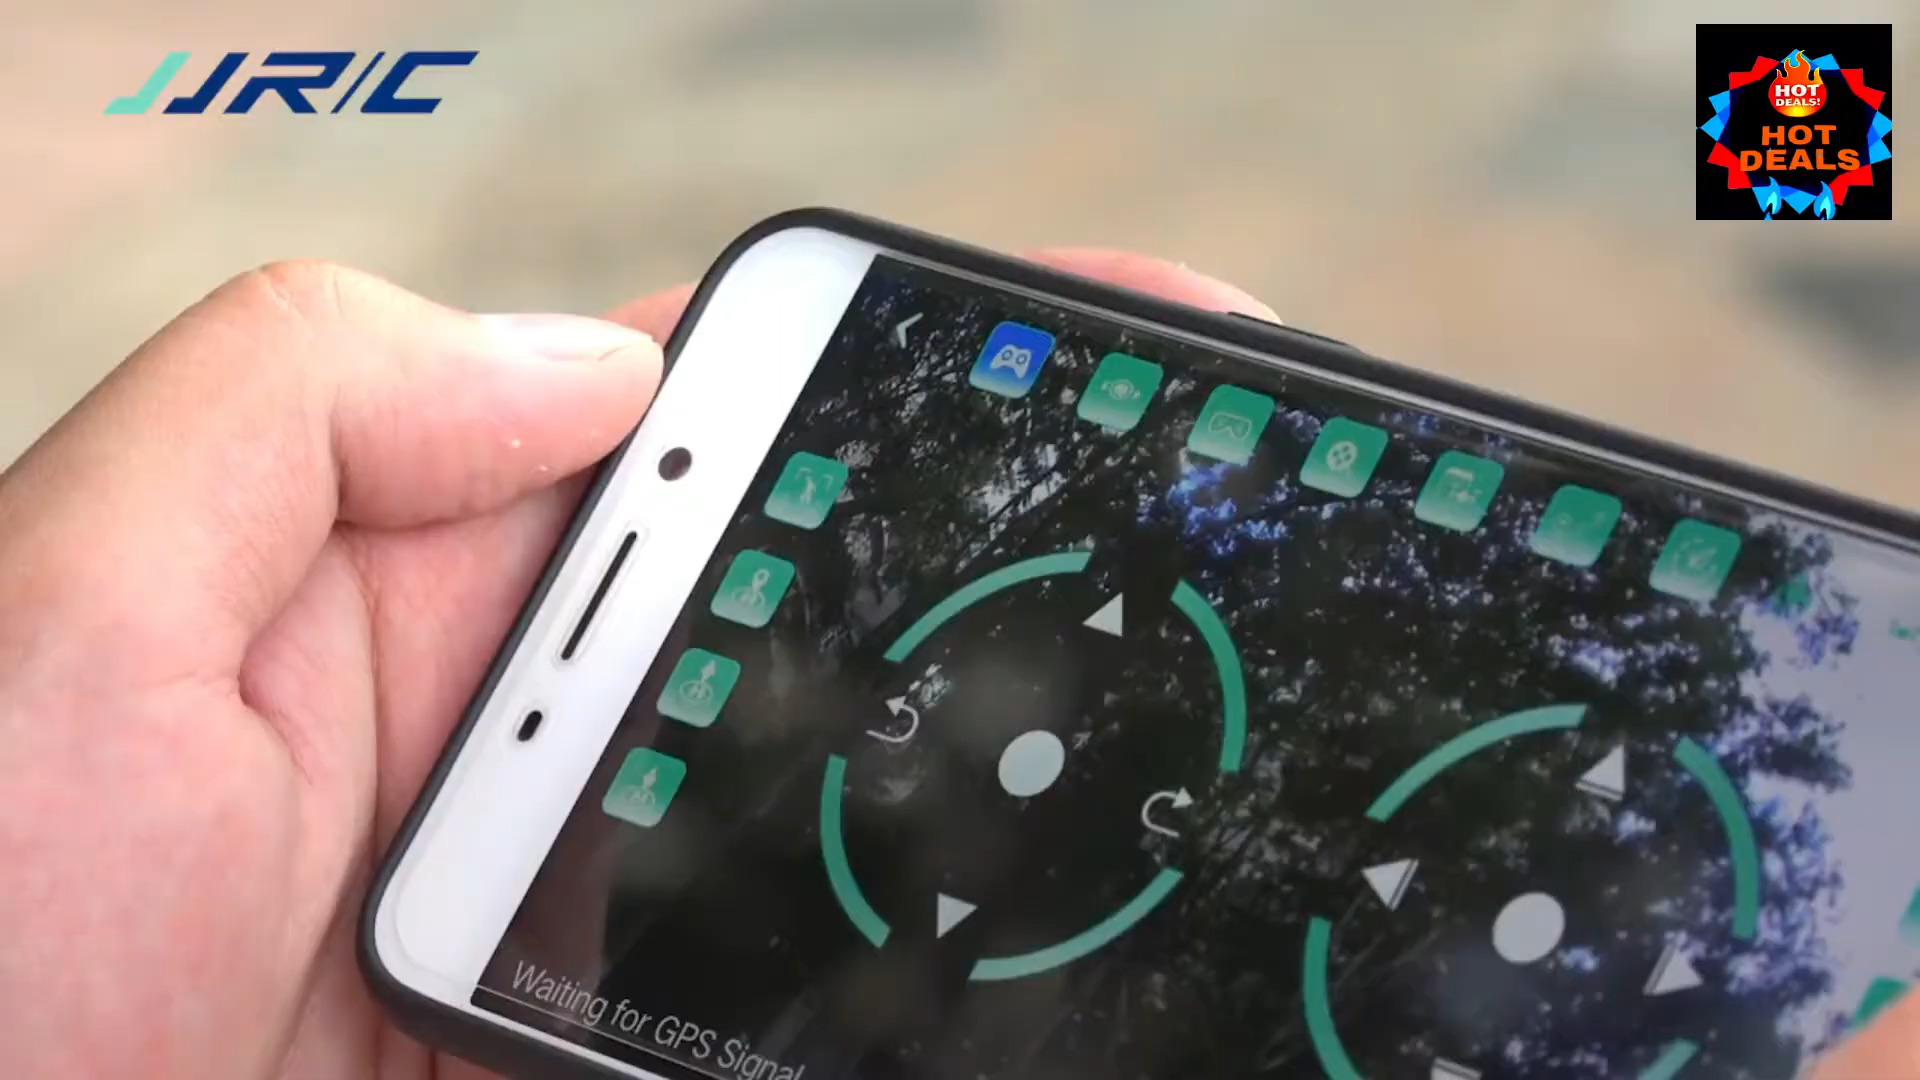 JJR/C
HOT
DEALS!
HOT
DEALS
Waiting for GPS Signal